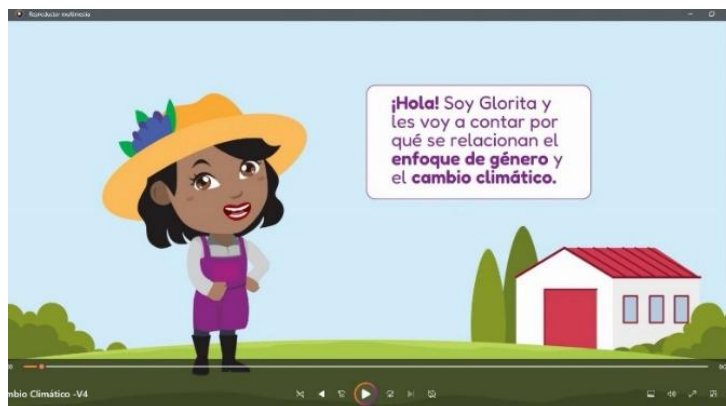 Reproductor multimedia
¡Hola! Soy Glorita y
les voy a contar por
qué se relacionan el
enfoque de género y
el cambio climático.
mbio Climático -V4